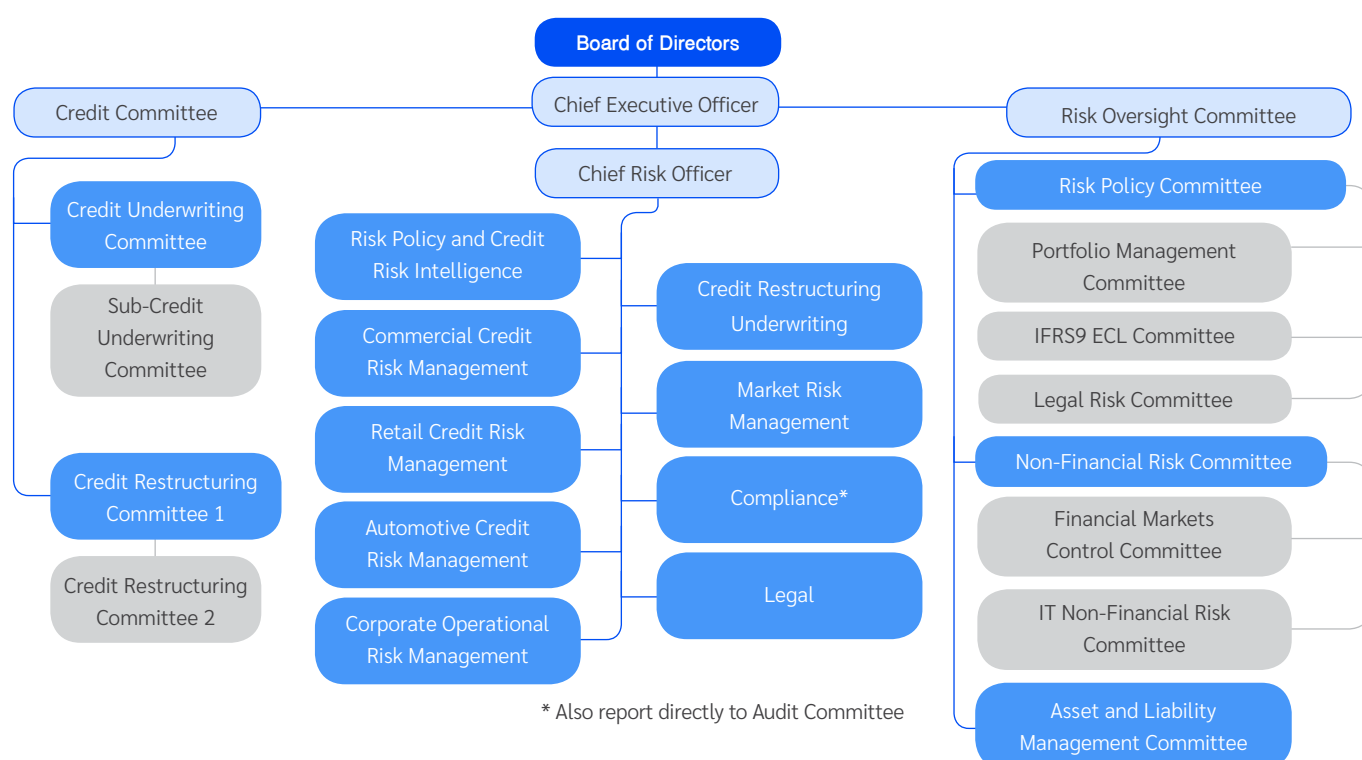 Board of Directors
Credit Committee
Chief Executive Officer
Risk Oversight Committee
Chief Risk Officer
Credit Underwriting
Committee
Sub-Credit
Underwriting
Committee
Credit Restructuring
Committee 1
Credit Restructuring
Committee 2
Risk Policy and Credit
Risk Intelligence
Commercial Credit
Risk Management
Retail Credit Risk
Management
Automotive Credit
Risk Management
Corporate Operational
Risk Management
Credit Restructuring
Underwriting
Market Risk
Management
Compliance*
Legal
* Also report directly to Audit Committee
Risk Policy Committee
Portfolio Management
Committee
IFRS9 ECL Committee
Legal Risk Committee
Non-Financial Risk Committee
Financial Markets
Control Committee
IT Non-Financial Risk
Committee
Asset and Liability
Management Committee